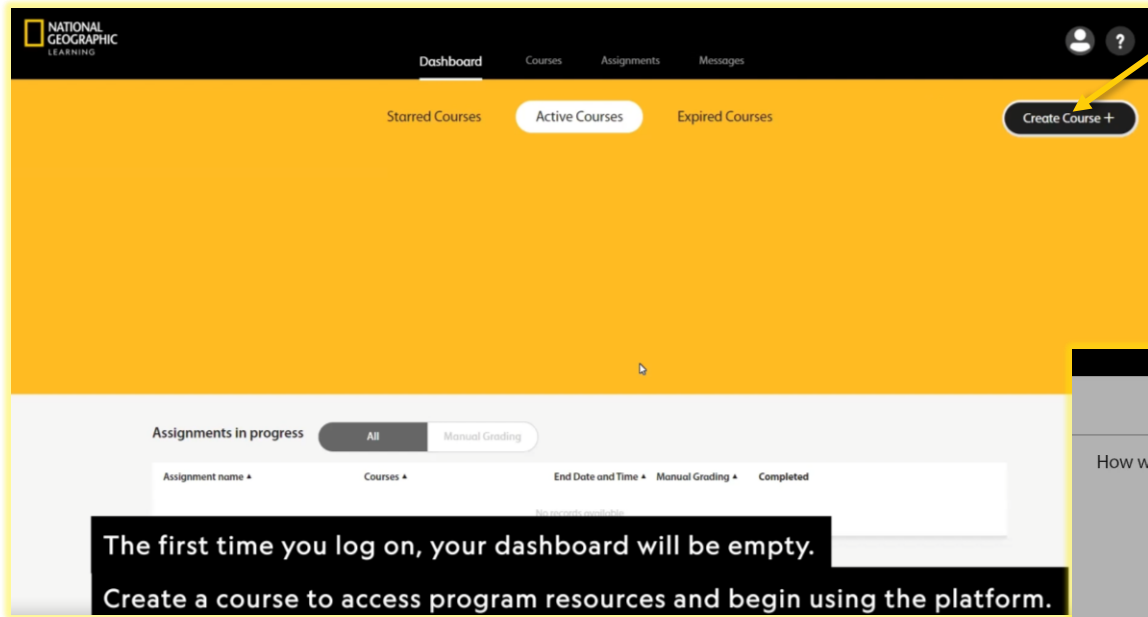 NATIONAL
GEOGRAPHIC
LEARNING
Dashboard Courses Assignments Messages
?
Starred Courses Active Courses Expired Courses
Create Course +
Assignments in progress All Manual Grading
Assignment name Courses End Date and Time Manual Grading Completed
No records available
How w
The first time you log on, your dashboard will be empty.
Create a course to access program resources and begin using the platform.